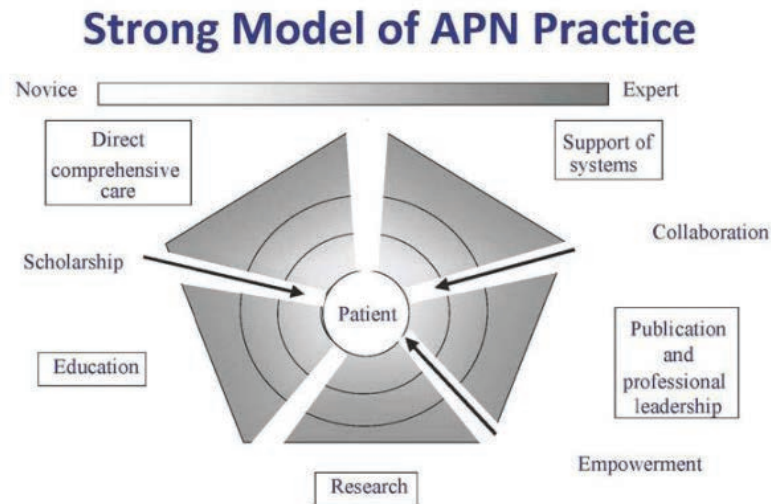 Strong Model of APN Practice
Novice
Expert
Direct
comprehensive
care
Support of
systems
Scholarship
Collaboration
Patient
Education
Publication
and
professional
leadership
Empowerment
Research